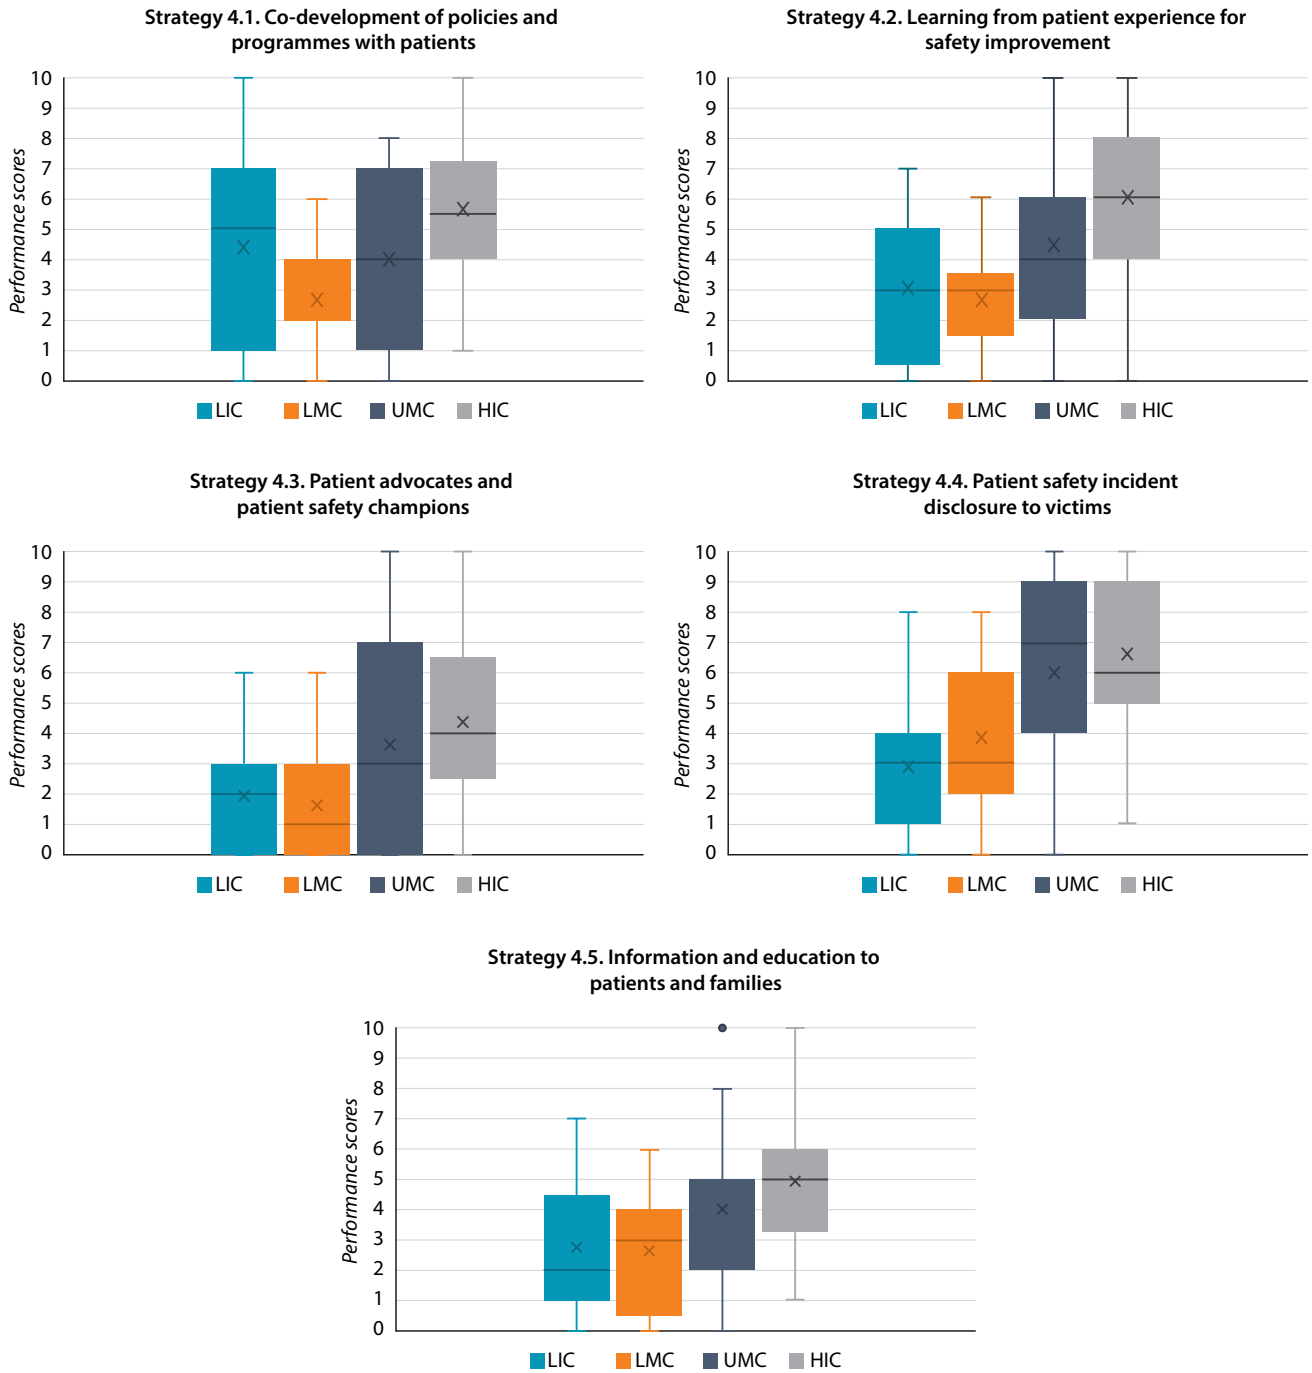 Strategy 4.1. Co-development of policies and
programmes with patients
10
9
8
7
6
5
4
3
2
1
0
Performance scores
LIC LMC UMC HIC
Strategy 4.2. Learning from patient experience for
safety improvement
10
9
8
7
6
5
4
3
2
1
0
Performance scores
LIC LMC UMC HIC
Strategy 4.3. Patient advocates and
patient safety champions
10
9
8
7
6
5
4
3
2
1
0
Performance scores
LIC LMC UMC HIC
Strategy 4.4. Patient safety incident
disclosure to victims
10
9
8
7
6
5
4
3
2
1
0
Performance scores
LIC LMC UMC HIC
Strategy 4.5. Information and education to
patients and families
10
9
8
7
6
5
4
3
2
1
0
Performance scores
LIC LMC UMC HIC